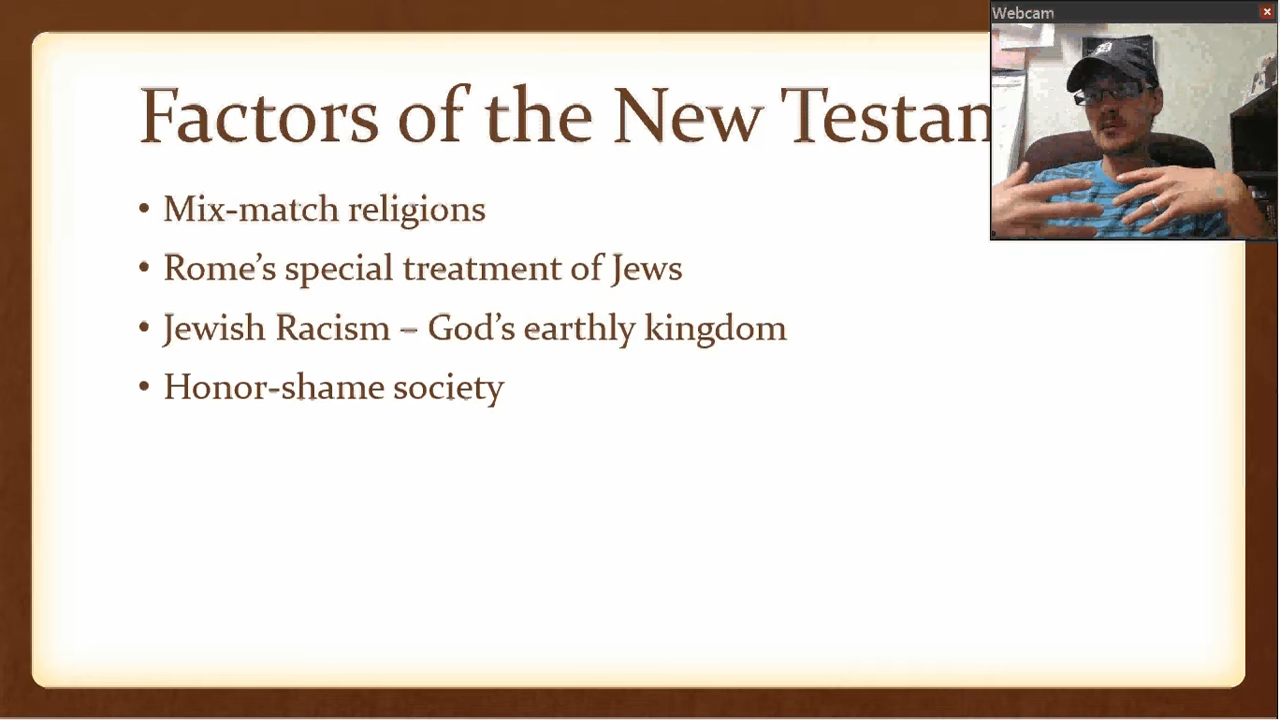 Webcam
Factors of the New Testam
• Mix-match religions
• Rome's special treatment of Jews
• Jewish Racism – God's earthly kingdom
• Honor-shame society